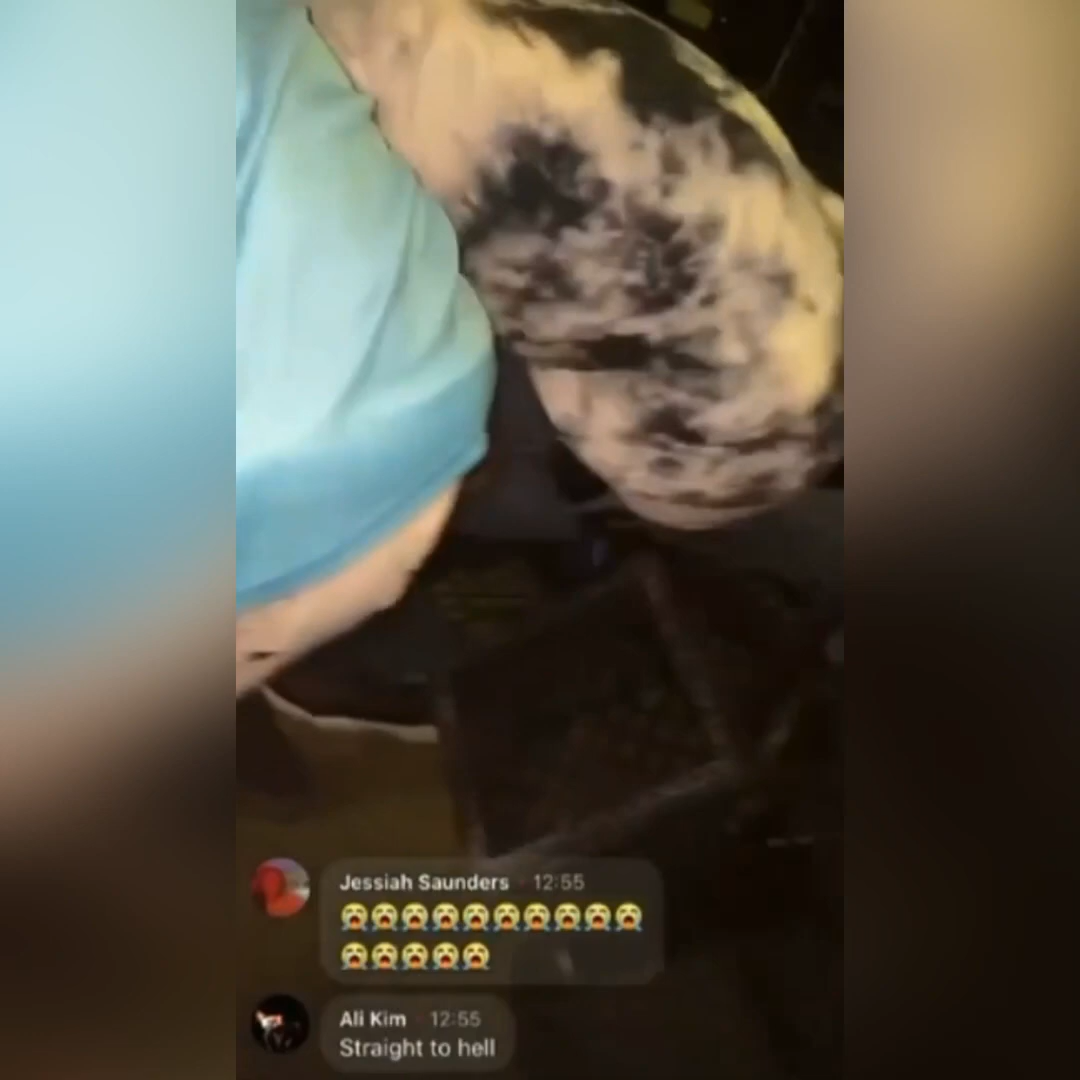 Jessiah Saunders · 12:55
😭😭😭😭😭😭😭😭😭😭
😭😭😭😭😭
Ali Kim · 12:55
Straight to hell